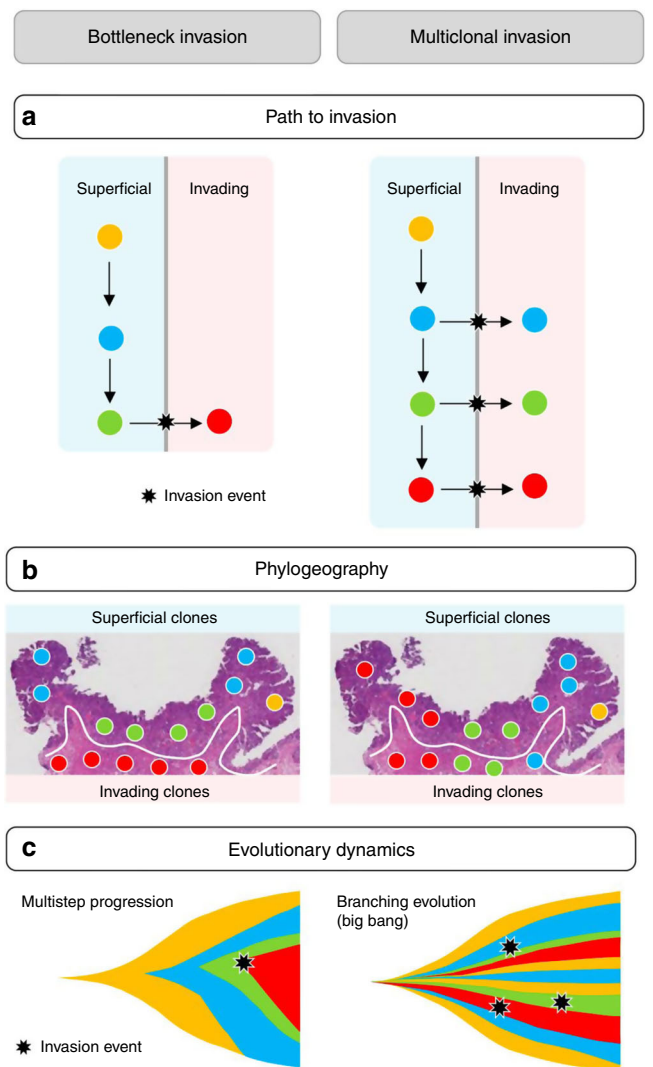 Bottleneck invasion
Multiclonal invasion
a
Path to invasion
Superficial
Invading
Superficial
Invading
Invasion event
b
Phylogeography
Superficial clones
Superficial clones
Invading clones
Invading clones
c
Evolutionary dynamics
Multistep progression
Branching evolution
(big bang)
Invasion event